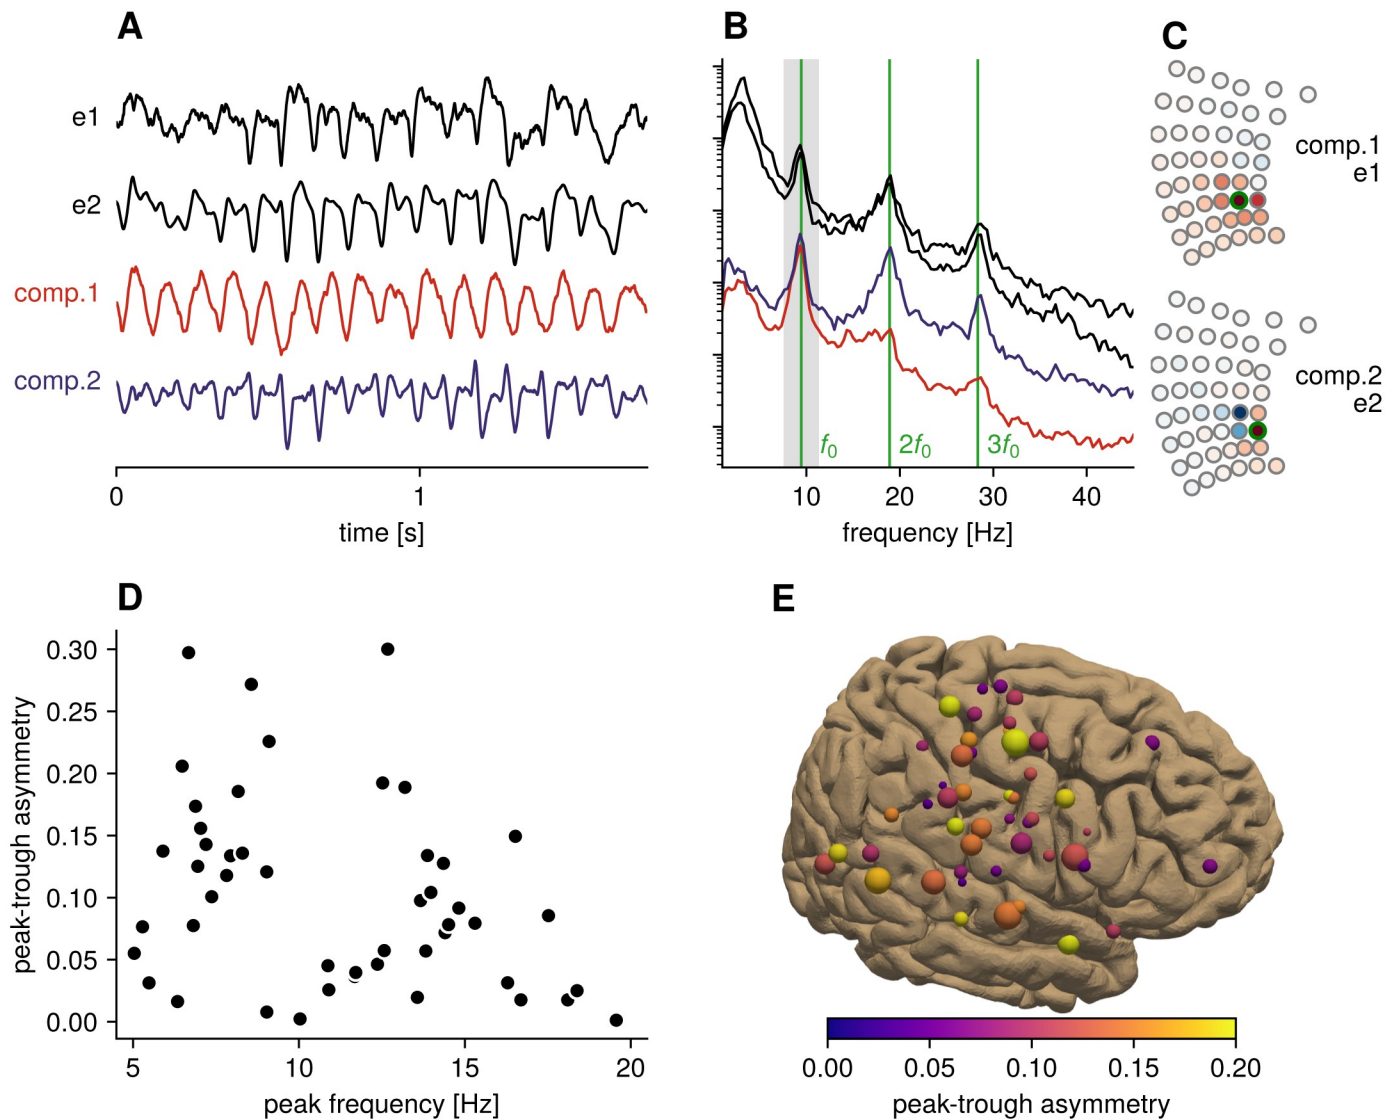 A
e1
e2
comp.1
comp.2
0
1
time [s]
B
f0
2f0
3f0
10
20
30
40
frequency [Hz]
C
comp.1
e1
comp.2
e2
D
0.30
0.25
0.20
0.15
0.10
0.05
0.00
peak-trough asymmetry
5
10
15
20
peak frequency [Hz]
E
0.00
0.05
0.10
0.15
0.20
peak-trough asymmetry